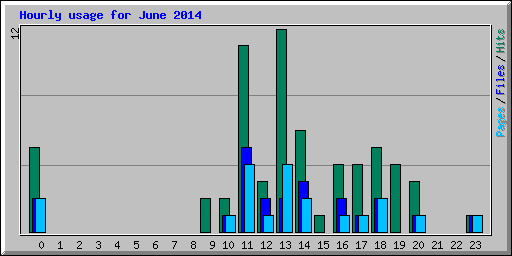 Hourly usage for June 2014
12
Pages/Files/Hits
0 1 2 3 4 5 6 7 8 9 10 11 12 13 14 15 16 17 18 19 20 21 22 23